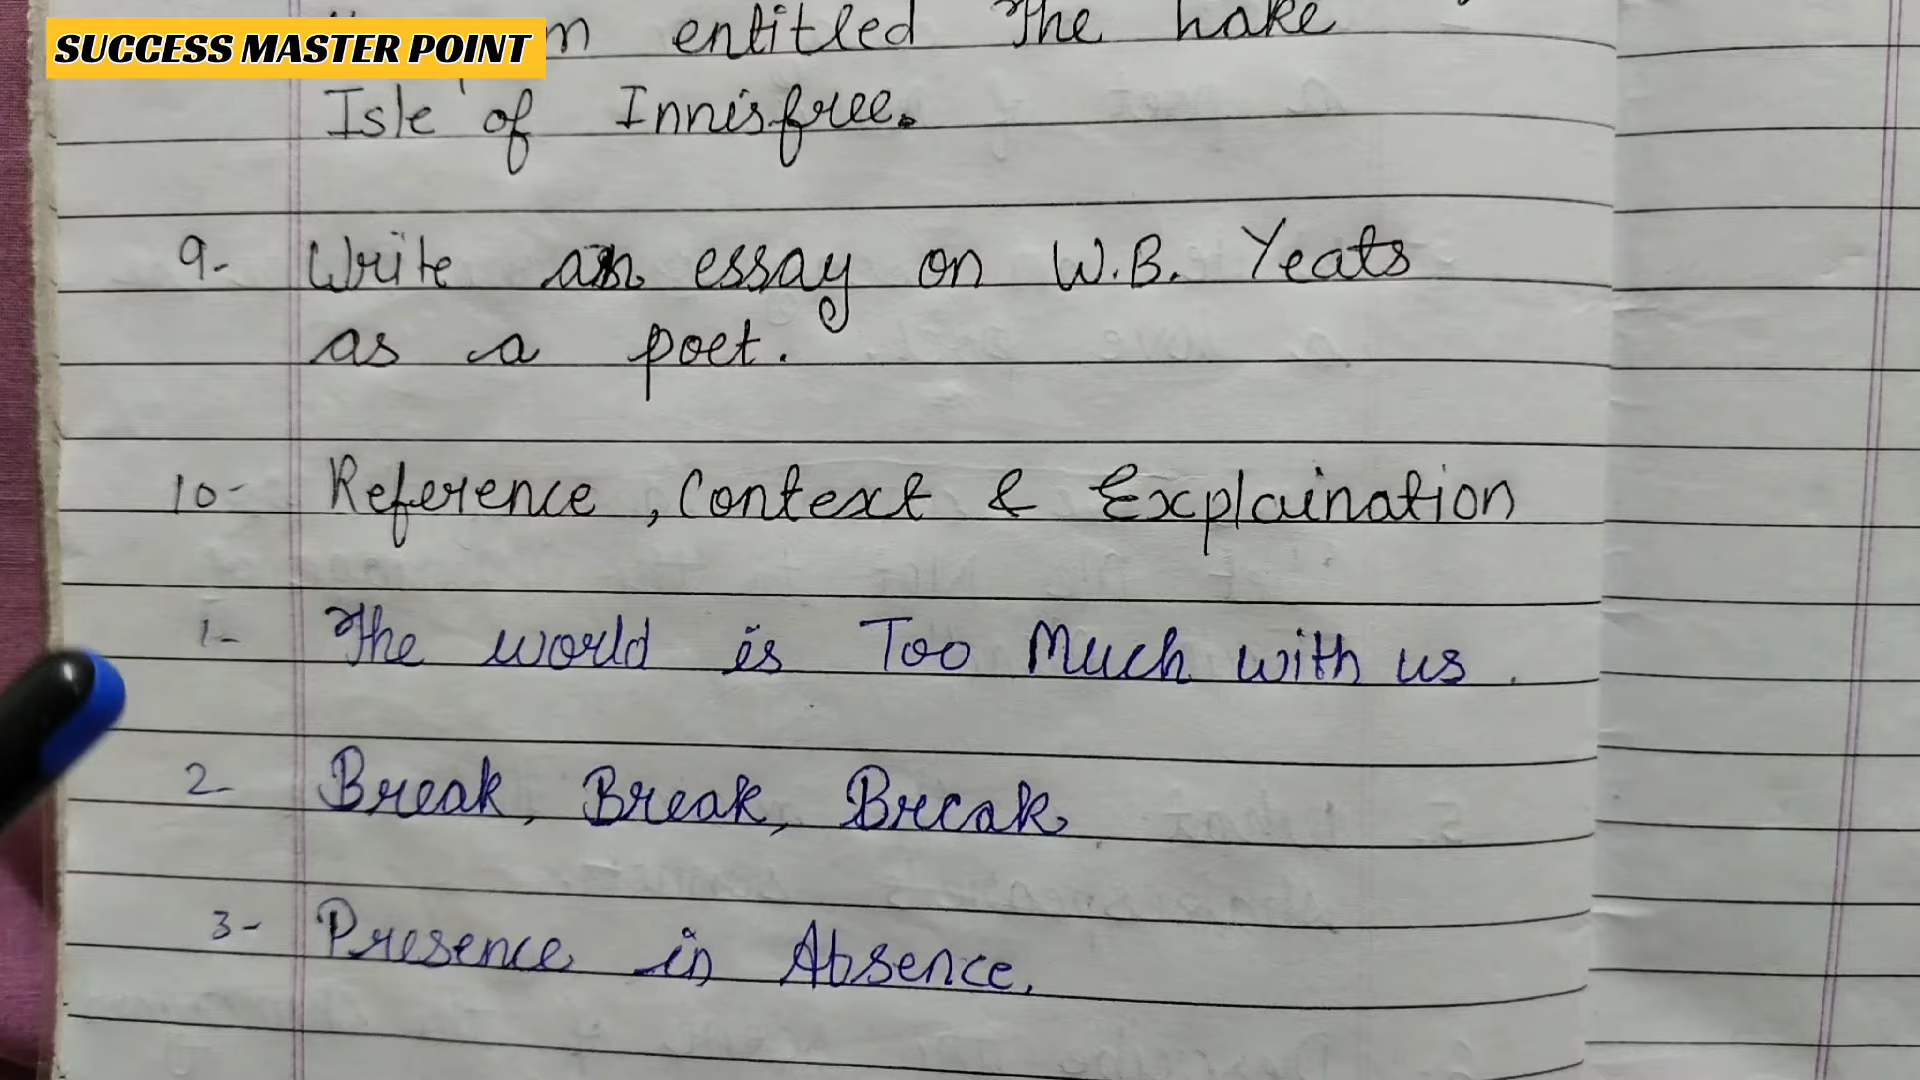 SUCCESS MASTER POINT
entitled The Lake
Isle of Innisfree.
9- Write an essay on W.B. Yeats
as a poet.
10- Reference, Context & Explaination
1- The world is Too Much with us.
2- Break, Break, Break
3- Presence in Absence.